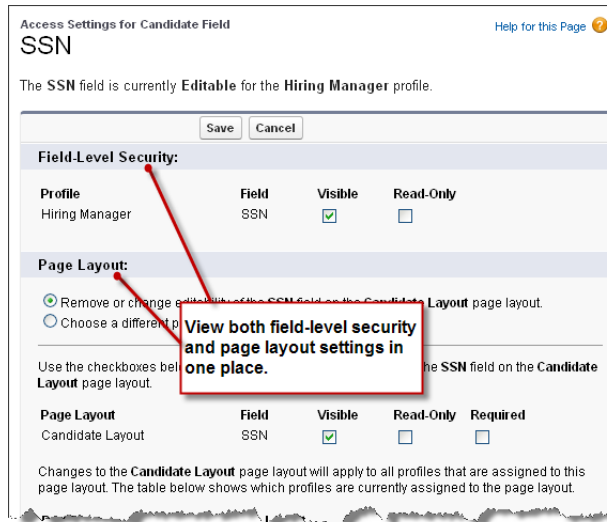 Access Settings for Candidate Field
Help for this Page
SSN
The SSN field is currently Editable for the Hiring Manager profile.
Save Cancel
Field-Level Security:
Profile Field Visible Read-Only
Hiring Manager SSN
Page Layout:
Remove or change editability of the SSN field on the Candidate Layout page layout.
Choose a different p
View both field-level security
and page layout settings in
one place.
Use the checkboxes bel the SSN field on the Candidate
Layout page layout.
Page Layout Field Visible Read-Only Required
Candidate Layout SSN
Changes to the Candidate Layout page layout will apply to all profiles that are assigned to this
page layout. The table below shows which profiles are currently assigned to the page layout.